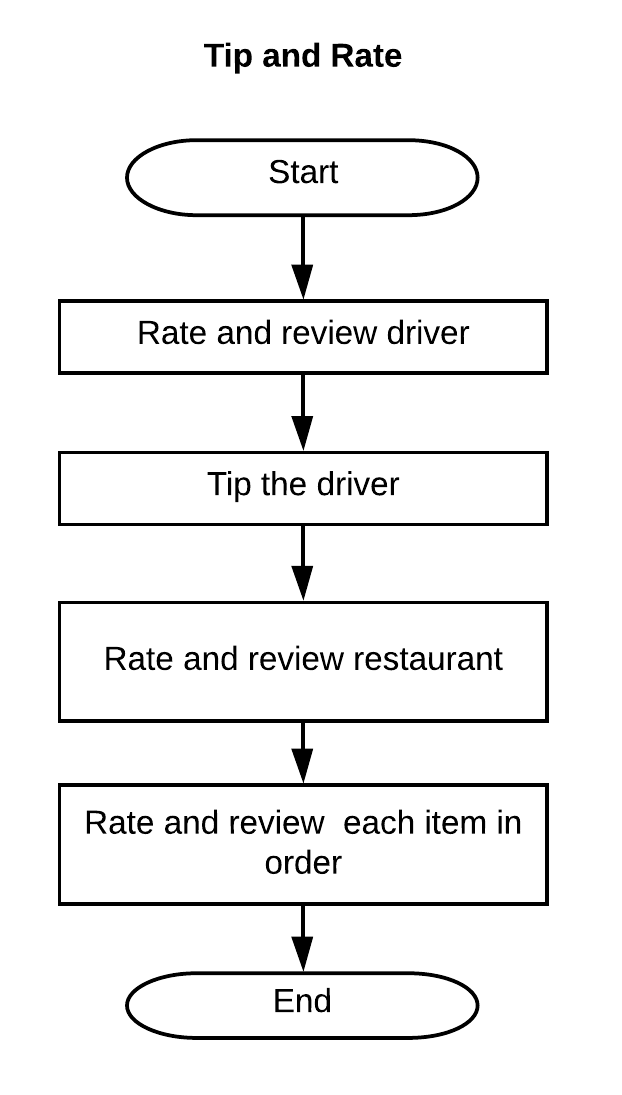 Tip and Rate
Start
Rate and review driver
Tip the driver
Rate and review restaurant
Rate and review  each item in
order
End